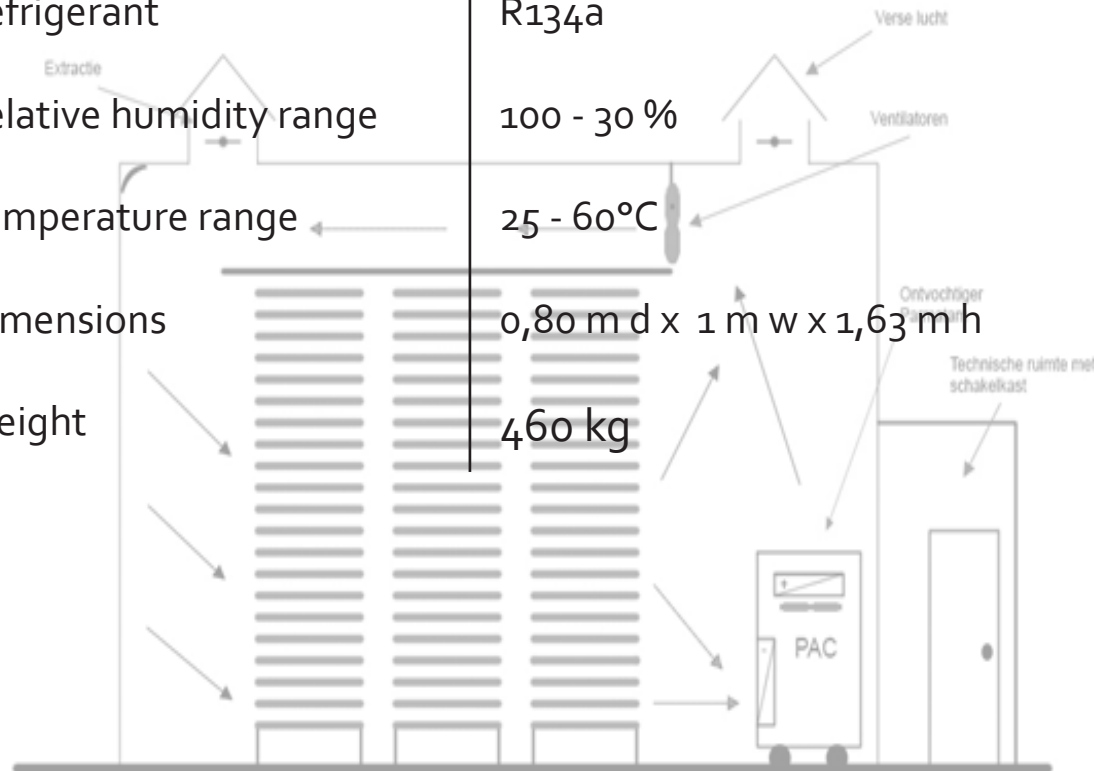 efrigerant R134a
Verse lucht
Extractie
elative humidity range 100 - 30 %
Ventilatoren
mperature range 25 - 60°C
Ontvochtiger
mensions 0,80 m d x 1 m w x 1,63 m h
Technische ruimte met
schakelkast
eight 460 kg
PAC